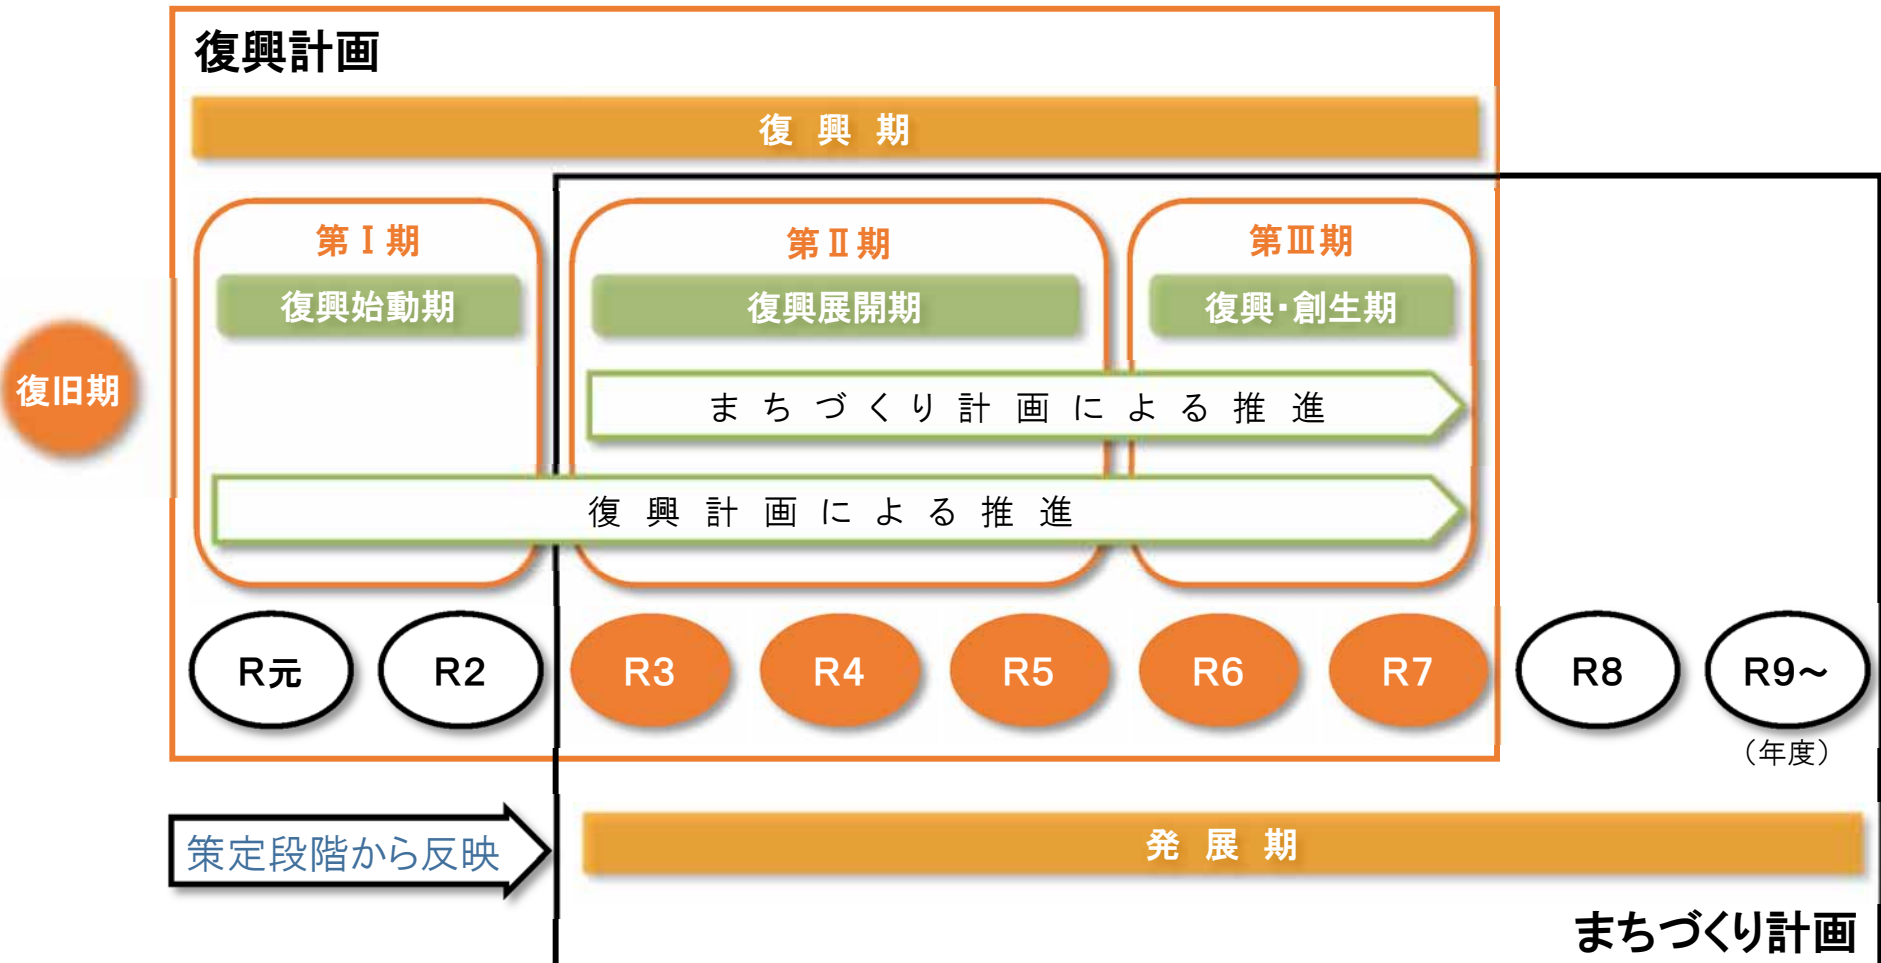 復興計画
復興期
第Ⅰ期
第Ⅱ期
第Ⅲ期
復興始動期
復興展開期
復興・創生期
復旧期
まちづくり計画による推進
復興計画による推進
R元
R2
R3
R4
R5
R6
R7
R8
R9～
（年度）
策定段階から反映
発展期
まちづくり計画